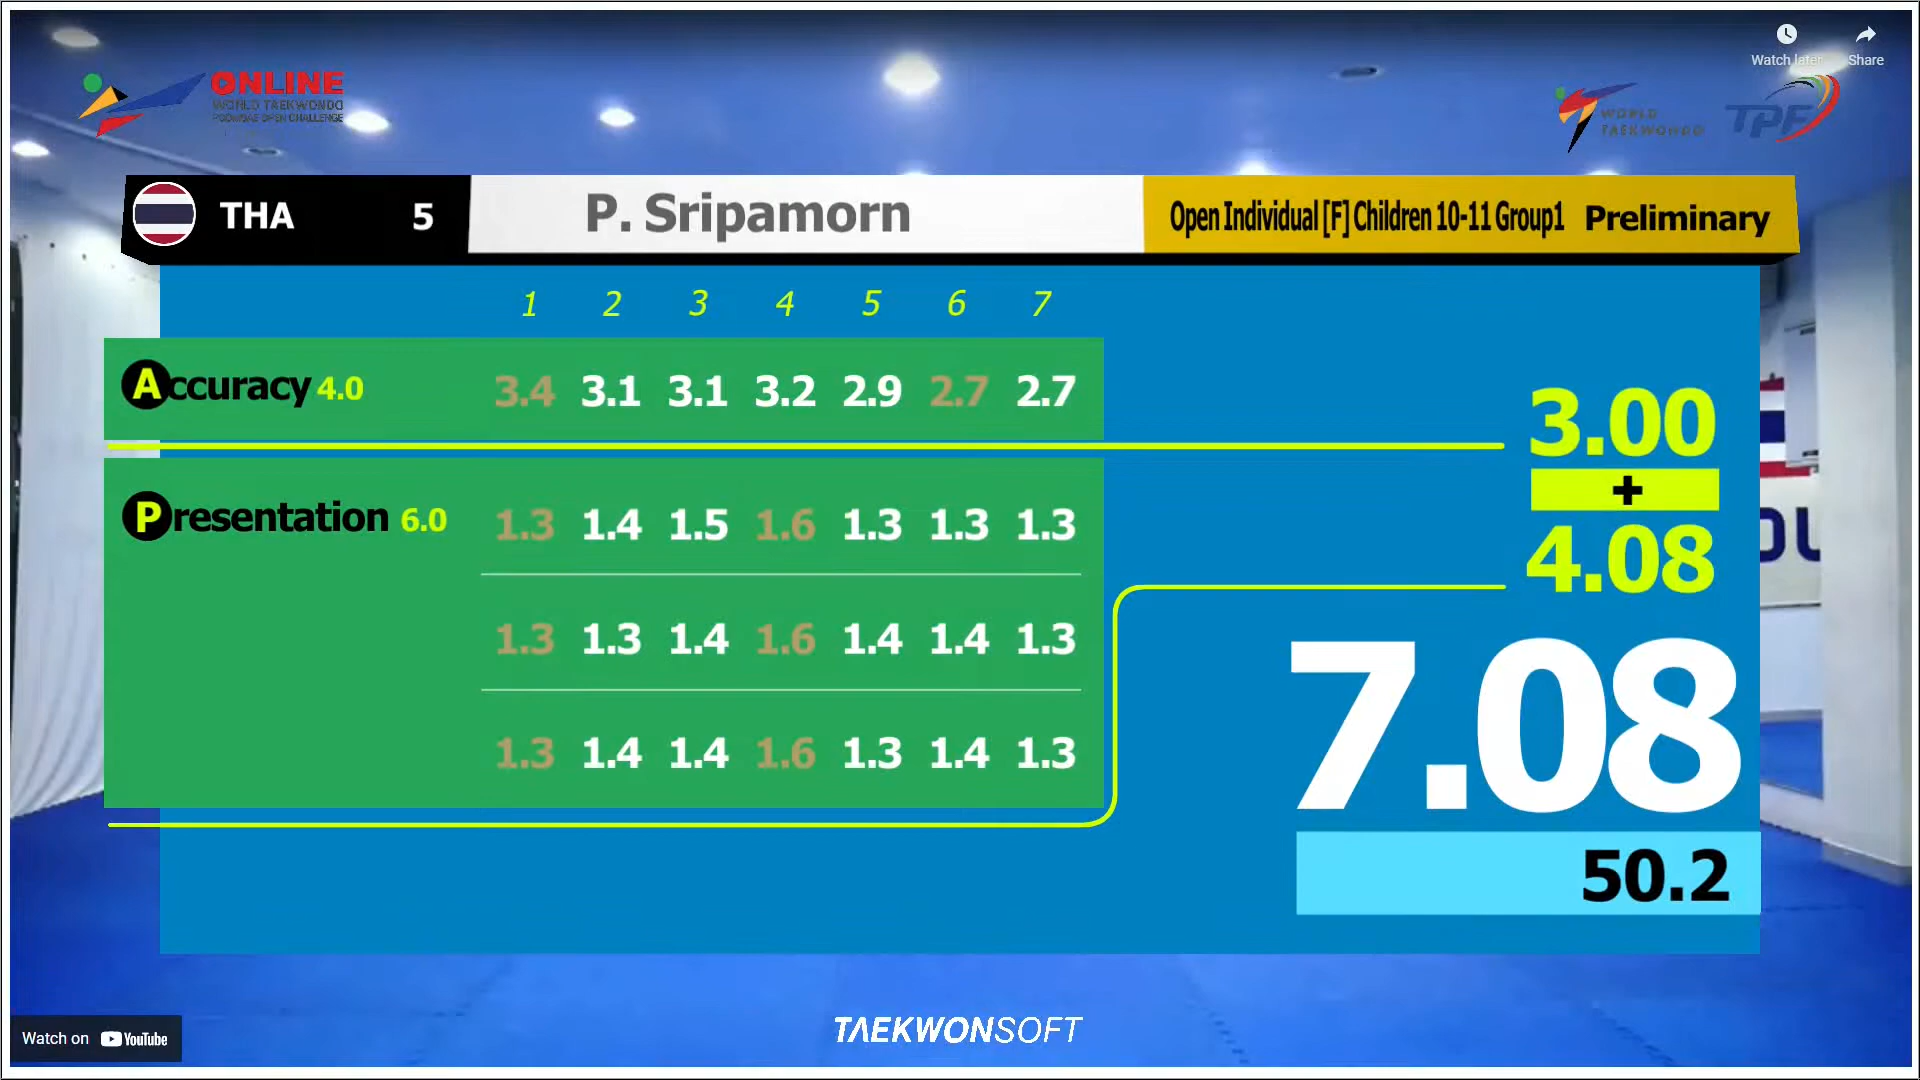 Watch later
Share
ONLINE
WORLD TAEKWONDO
POOMSAE OPEN CHALLENGE
WORLD
TAEKWONDO
TPF
THA 5 P. Sripamorn Open Individual [F] Children 10-11 Group1 Preliminary
1 2 3 4 5 6 7
Accuracy 4.0 3.4 3.1 3.1 3.2 2.9 2.7 2.7
3.00
+
4.08
Presentation 6.0 1.3 1.4 1.5 1.6 1.3 1.3 1.3
1.3 1.3 1.4 1.6 1.4 1.4 1.3
1.3 1.4 1.4 1.6 1.3 1.4 1.3
7.08
50.2
TAEKWONSOFT
Watch on YouTube